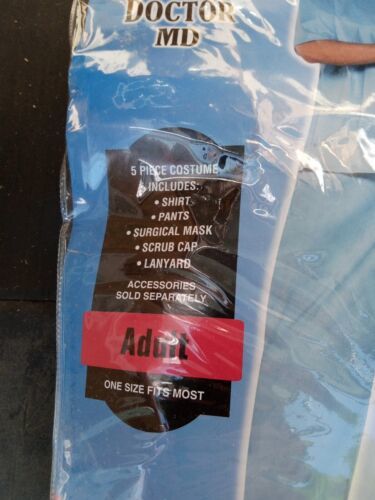 DOCTOR
MD
5 PIECE COSTUME
INCLUDES:
• SHIRT
• PANTS
• SURGICAL MASK
• SCRUB CAP
• LANYARD
ACCESSORIES
SOLD SEPARATELY
Adult
ONE SIZE FITS MOST